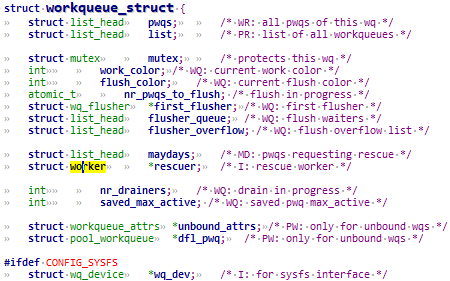 struct workqueue_struct {
» struct·list_head» pwqs;» » /*·WR:·all·pwqs·of·this·wq·*/
» struct·list_head» list;» » /*·PR:·list·of·all·workqueues·*/
» struct·mutex» » mutex;» » /*·protects·this·wq·*/
» int»» » work_color;»/*·WQ:·current·work·color·*/
» int»» » flush_color;» /*·WQ:·current·flush·color·*/
» atomic_t» » nr_pwqs_to_flush;·/*·flush·in·progress·*/
» struct·wq_flusher» *first_flusher;»/*·WQ:·first·flusher·*/
» struct·list_head» flusher_queue;» /*·WQ:·flush·waiters·*/
» struct·list_head» flusher_overflow;·/*·WQ:·flush·overflow·list·*/
» struct·list_head» maydays;» /*·MD:·pwqs·requesting·rescue·*/
» struct·worker» » *rescuer;» /*·I:·rescue·worker·*/
» int»» » nr_drainers;» /*·WQ:·drain·in·progress·*/
» int»» » saved_max_active;·/*·WQ:·saved·pwq·max_active·*/
» struct·workqueue_attrs» *unbound_attrs;»/*·PW:·only·for·unbound·wqs·*/
» struct·pool_workqueue» *dfl_pwq;» /*·PW:·only·for·unbound·wqs·*/
#ifdef·CONFIG_SYSFS
» struct·wq_device» » *wq_dev;» /*·I:·for·sysfs·interface·*/